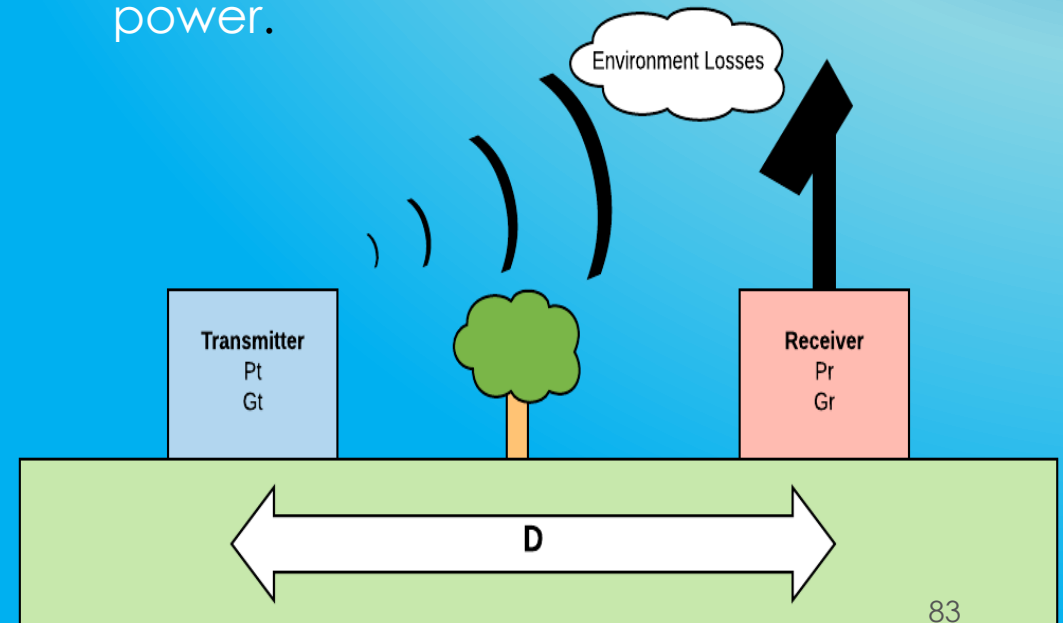 power.
Environment Losses
Transmitter
Pt
Gt
Receiver
Pr
Gr
D
83